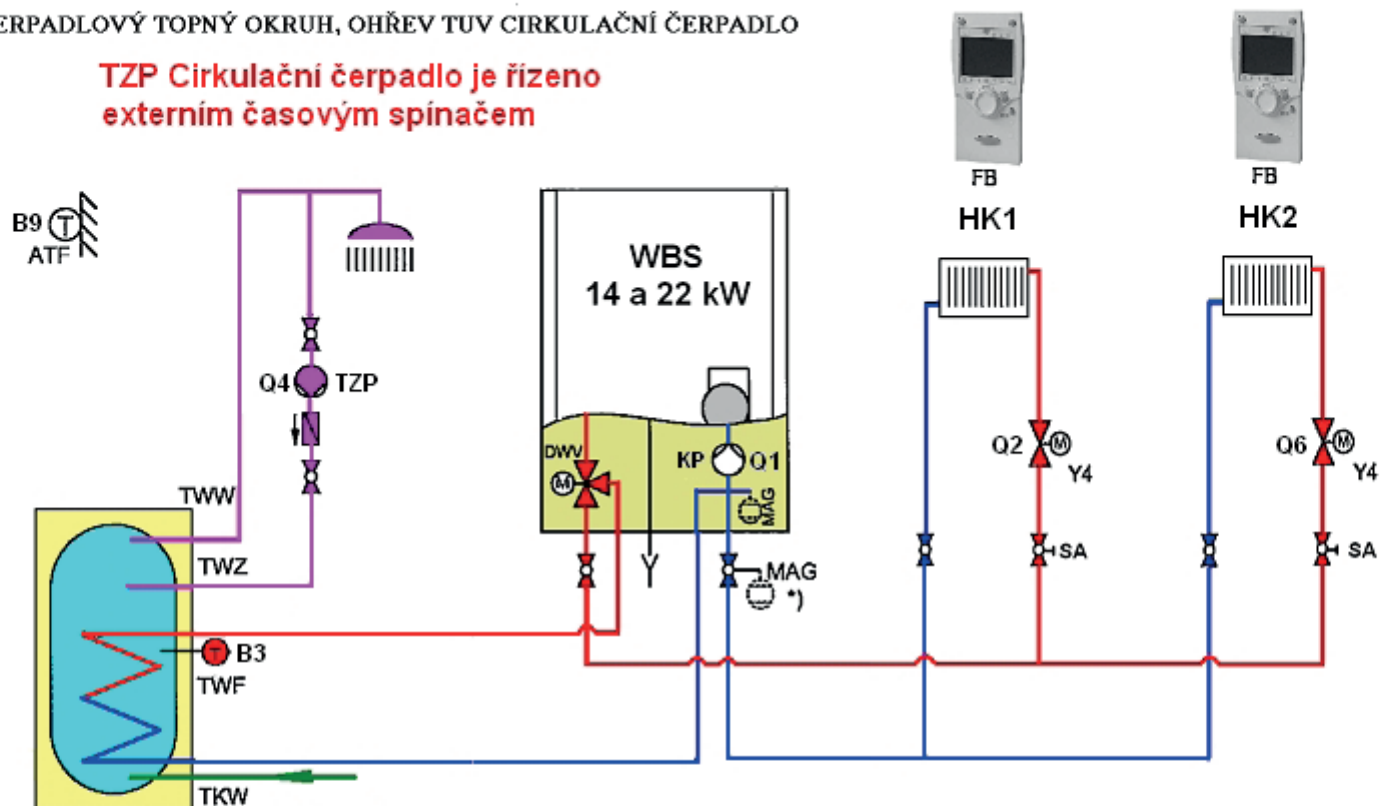 ERPADLOVÝ TOPNÝ OKRUH, OHŘEV TUV CIRKULAČNÍ ČERPADLO
TZP Cirkulační čerpadlo je řízeno
externím časovým spínačem
FB
FB
HK1
HK2
B9
T
ATF
WBS
14 a 22 kW
Q4
TZP
DWV
M
KP
Q1
MAG
Q2
M
Y4
Q6
M
Y4
TWW
TWZ
MAG
*)
SA
SA
T
B3
TWF
TKW